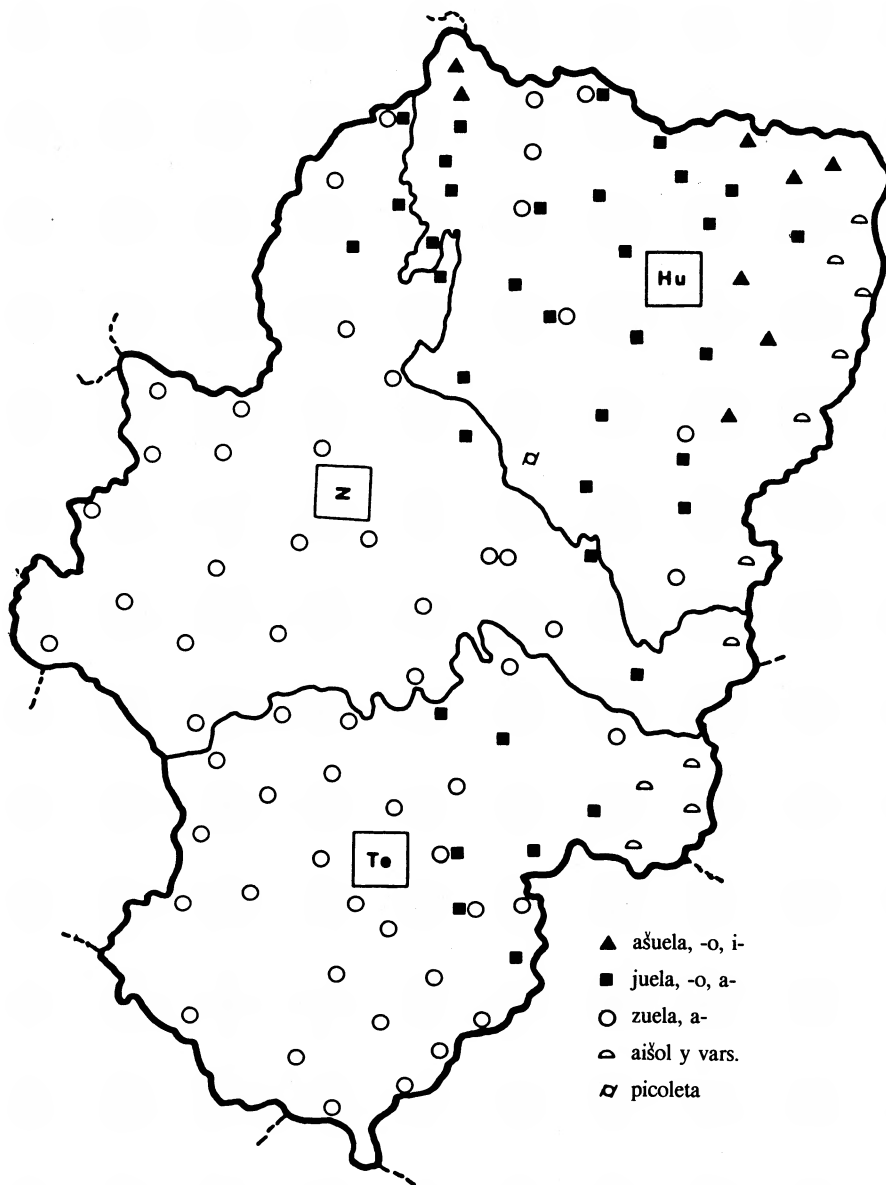 Hu
Z
Te
ašuela, -o, i-
juela, -o, a-
zuela, a-
aišol y vars.
picoleta